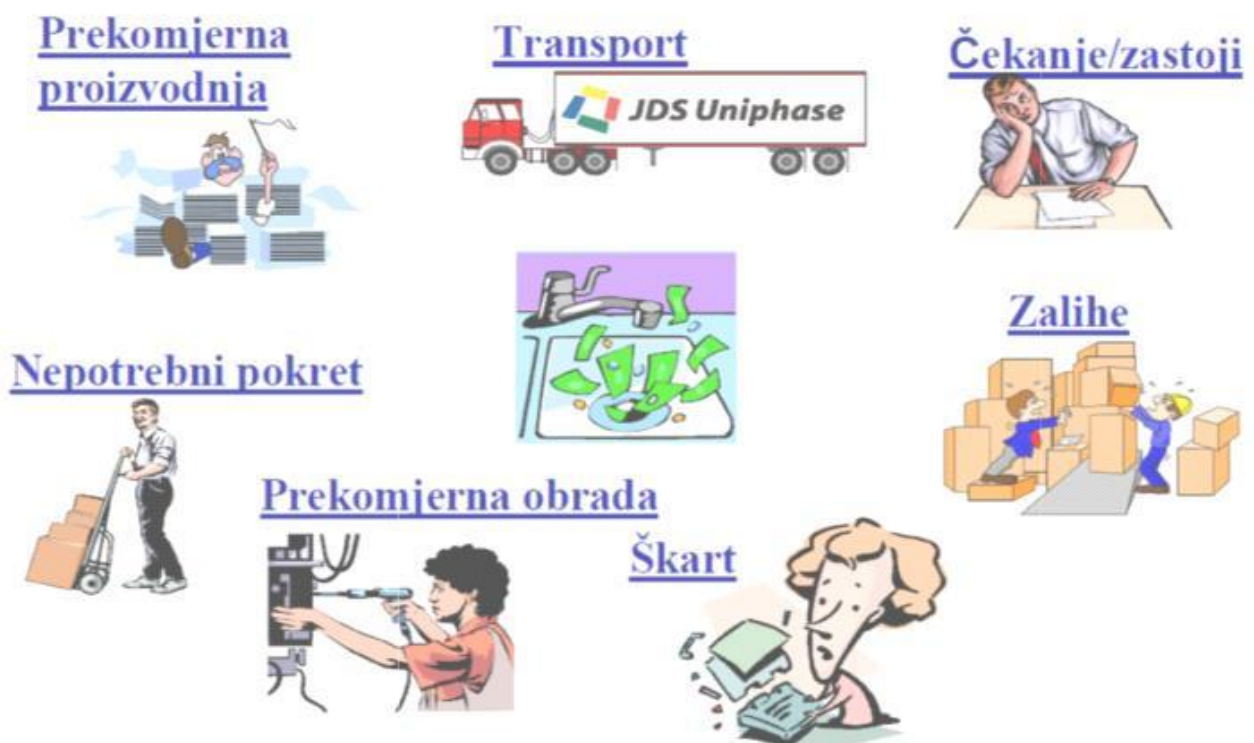 Prekomjerna
proizvodnja
Transport
JDS Uniphase
Čekanje/zastoji
Zalihe
Nepotrebni pokret
Prekomjerna obrada
Škart